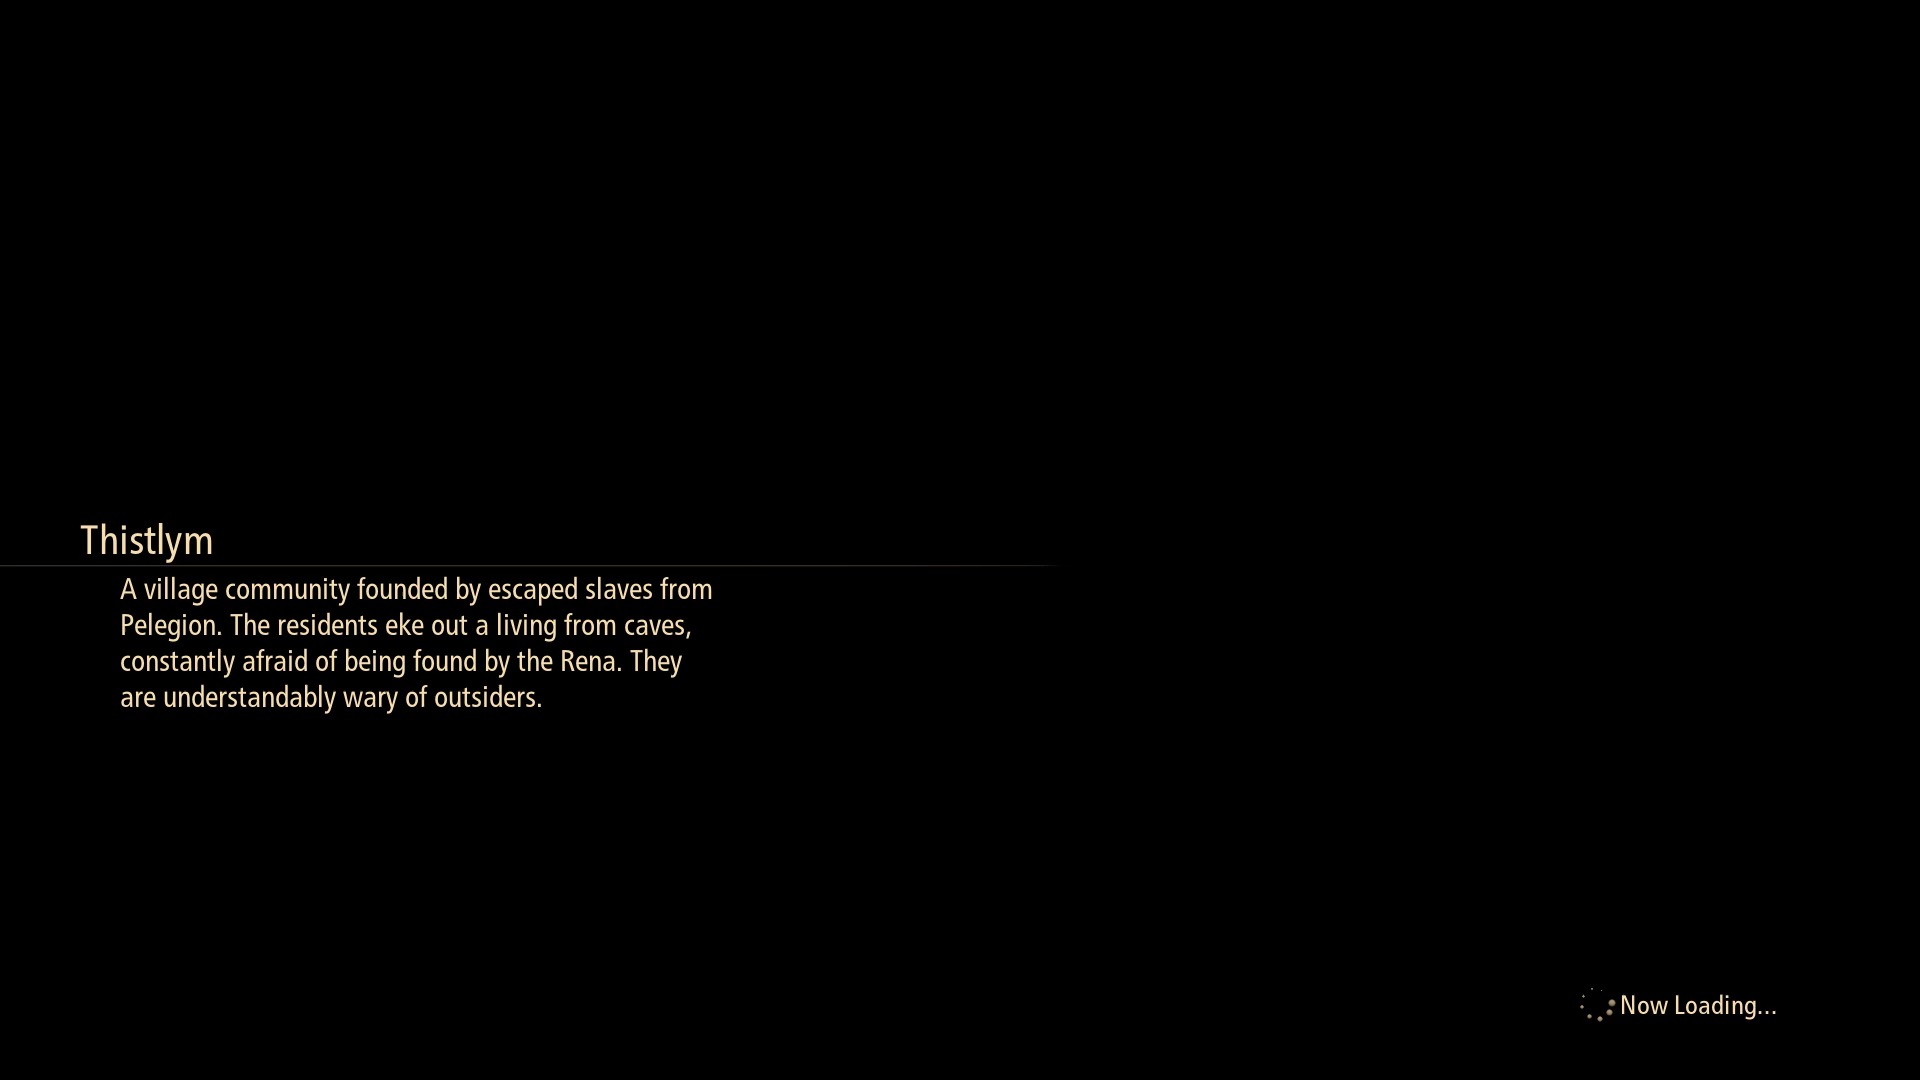 Thistlym
A village community founded by escaped slaves from
Pelegion. The residents eke out a living from caves,
constantly afraid of being found by the Rena. They
are understandably wary of outsiders.
Now Loading...